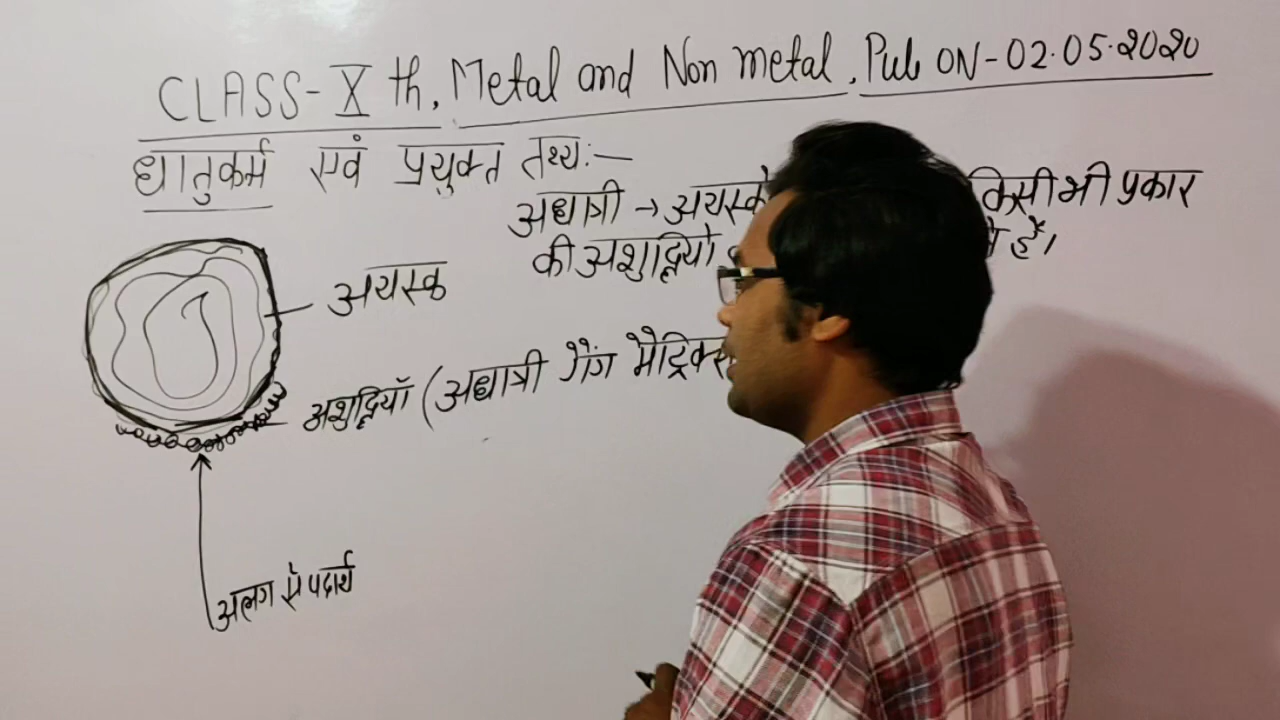 CLASS-X th, Metal and Non metal, Pub ON-02.05.2020
धातुकर्म एवं प्रयुक्त तथ्य:—
अधात्री → अयस्को किसी भी प्रकार
की अशुद्धियो हैं।
अयस्क
अशुद्धियाँ (अधात्री गैंग मैट्रिक्स
अलग से पदार्थ